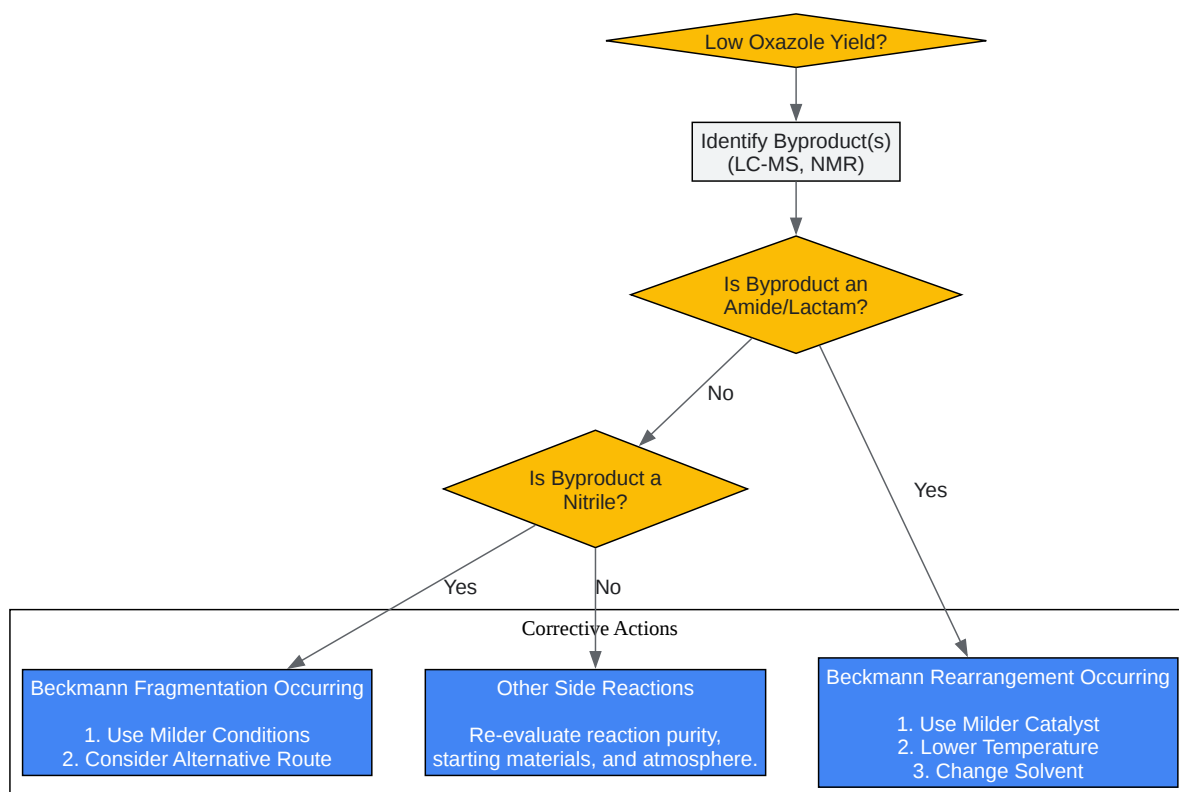 Low Oxazole Yield?
Identify Byproduct(s)
(LC-MS, NMR)
Is Byproduct an
Amide/Lactam?
No
Yes
Is Byproduct a
Nitrile?
Yes
No
Corrective Actions
Beckmann Fragmentation Occurring
1. Use Milder Conditions
2. Consider Alternative Route
Other Side Reactions
Re-evaluate reaction purity,
starting materials, and atmosphere.
Beckmann Rearrangement Occurring
1. Use Milder Catalyst
2. Lower Temperature
3. Change Solvent